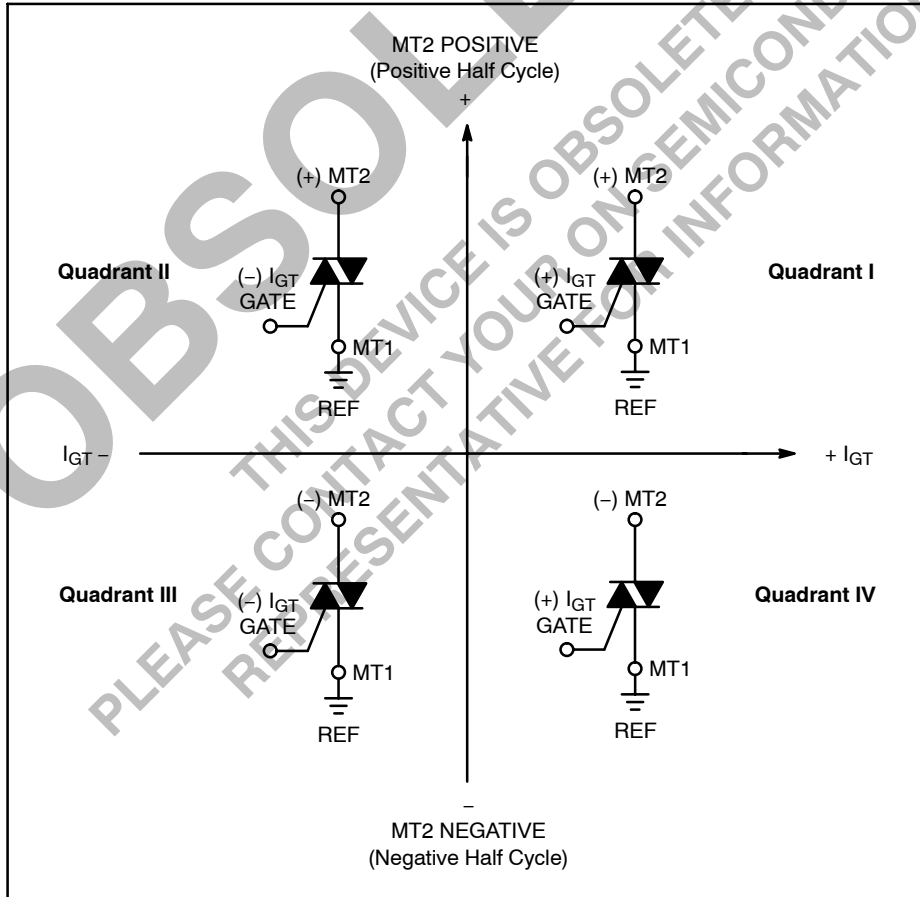 MT2 POSITIVE
(Positive Half Cycle)
+
(+) MT2
(+) MT2
Quadrant II
(−) IGT
GATE
(+) IGT
GATE
Quadrant I
MT1
MT1
REF
REF
IGT −
+ IGT
(−) MT2
(−) MT2
Quadrant III
(−) IGT
GATE
(+) IGT
GATE
Quadrant IV
MT1
MT1
REF
REF
−
MT2 NEGATIVE
(Negative Half Cycle)
OBSOLE
THIS DEVICE IS OBSOLETE
PLEASE CONTACT YOUR ON SEMICOND
REPRESENTATIVE FOR INFORMATION